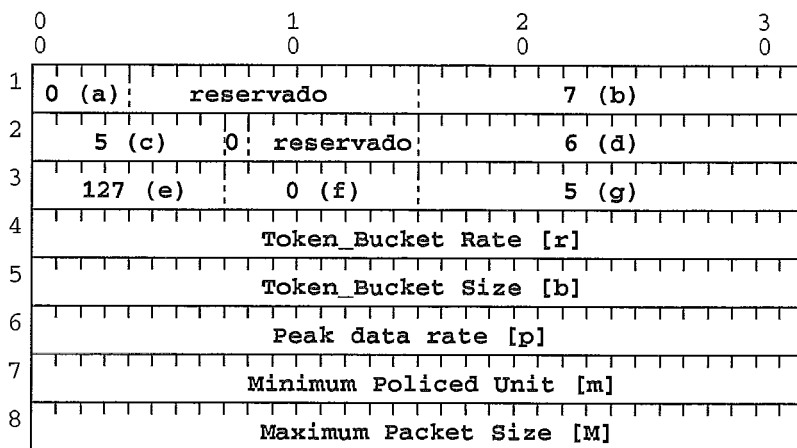 0 1 2 3
0 0 0 0
1 0 (a) reservado 7 (b)
2 5 (c) 0 reservado 6 (d)
3 127 (e) 0 (f) 5 (g)
4 Token_Bucket Rate [r]
5 Token_Bucket Size [b]
6 Peak data rate [p]
7 Minimum Policed Unit [m]
8 Maximum Packet Size [M]